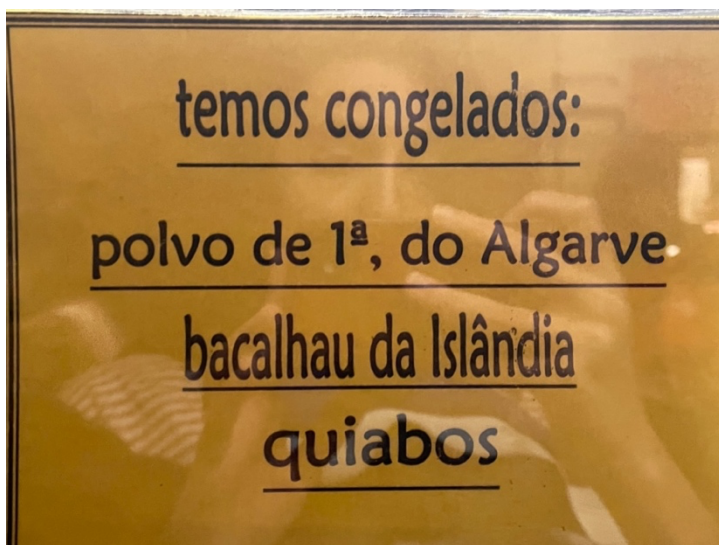 temos congelados:
polvo de 1ª, do Algarve
bacalhau da Islândia
quiabos